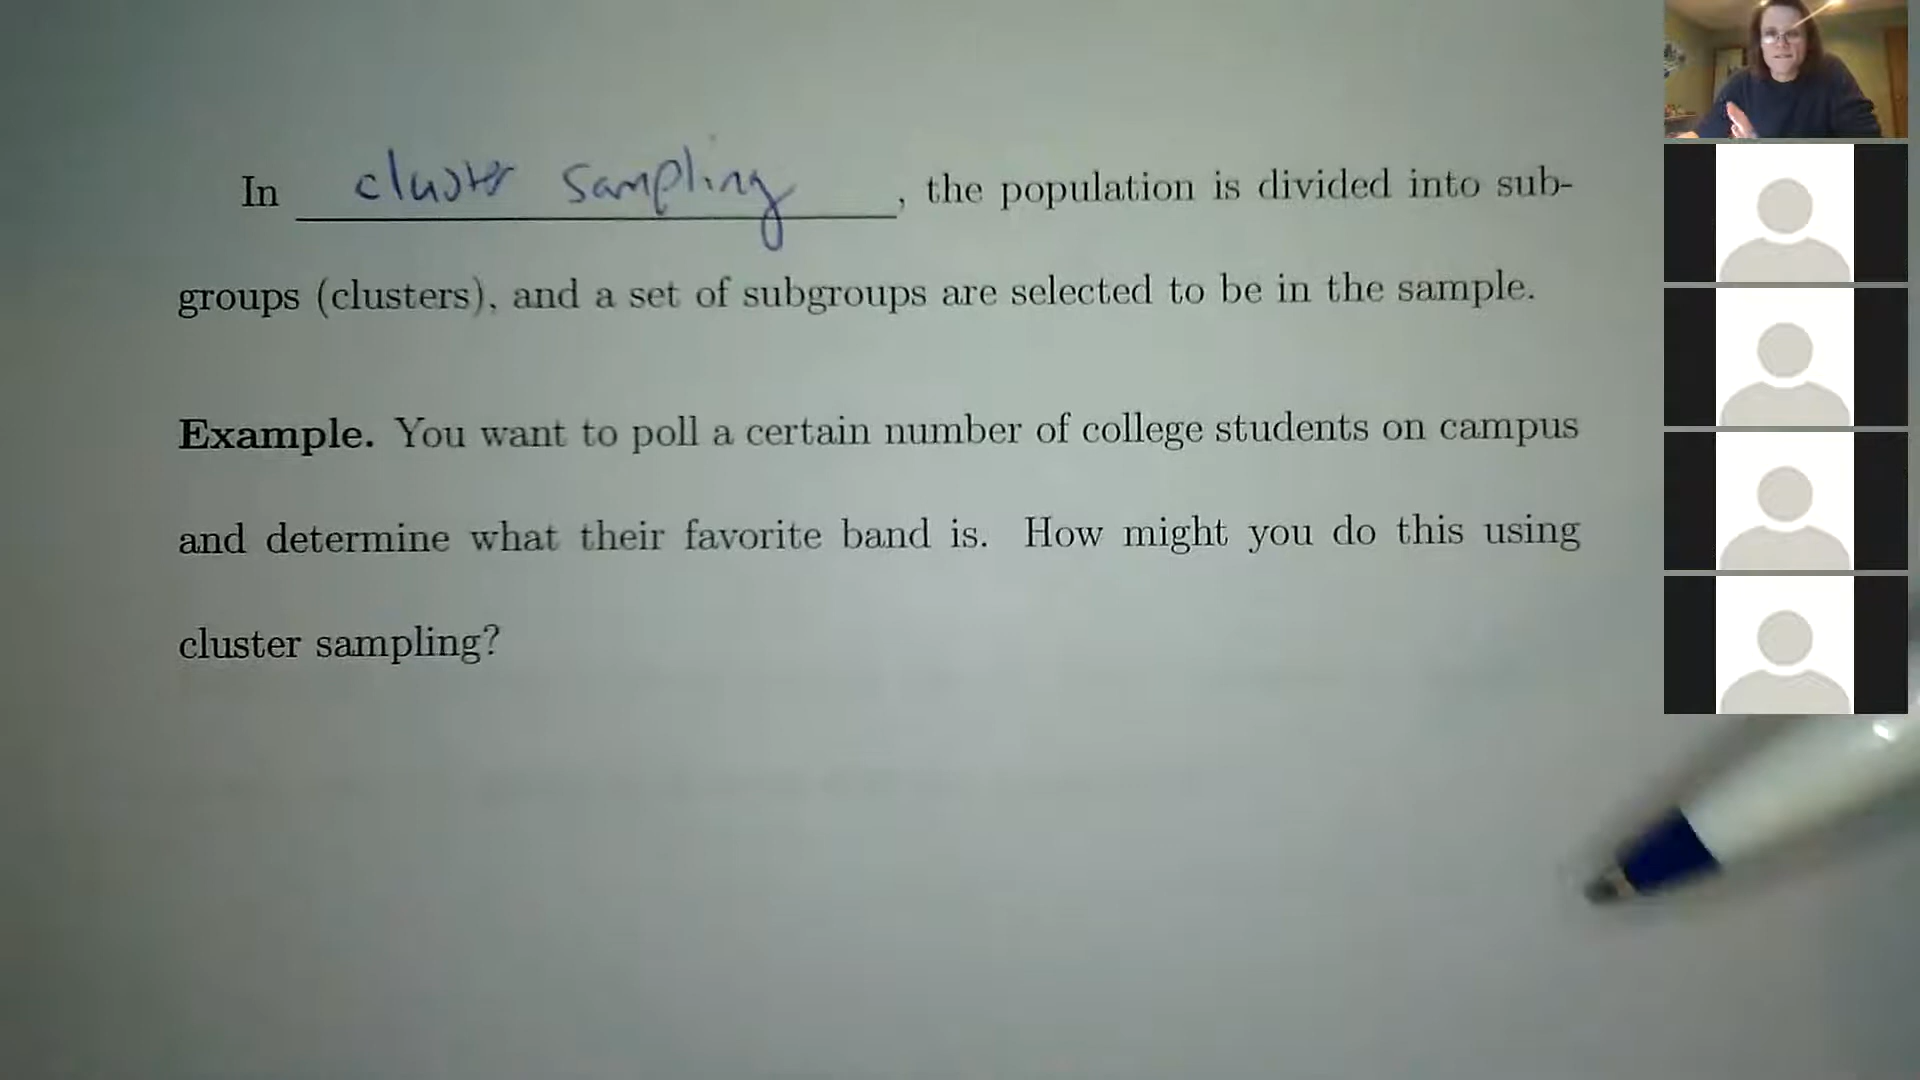 In cluster sampling, the population is divided into sub-
groups (clusters), and a set of subgroups are selected to be in the sample.
Example. You want to poll a certain number of college students on campus
and determine what their favorite band is. How might you do this using
cluster sampling?